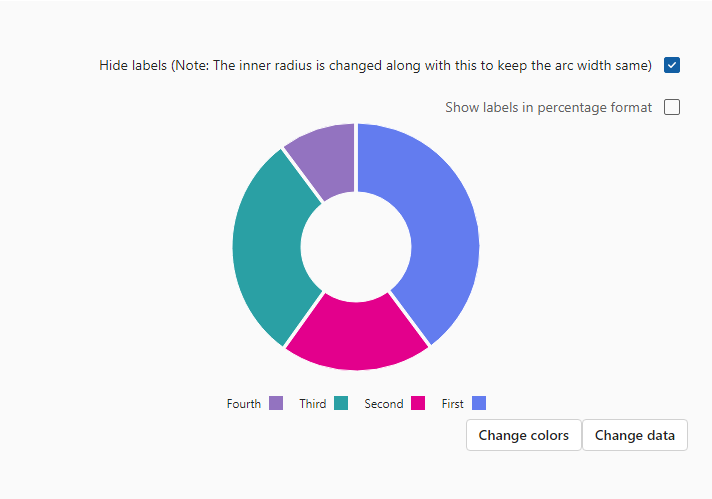 Hide labels (Note: The inner radius is changed along with this to keep the arc width same)
Show labels in percentage format
Fourth Third Second First
Change colors Change data